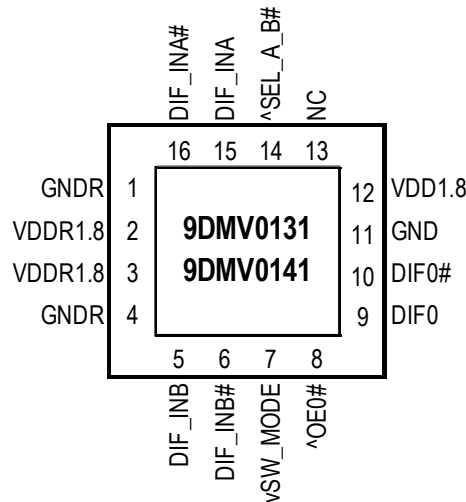 DIF_INA#
DIF_INA
^SEL_A_B#
NC
16 15 14 13
GNDR 1
12 VDD1.8
VDDR1.8 2
9DMV0131
11 GND
VDDR1.8 3
9DMV0141
10 DIF0#
GNDR 4
9 DIF0
5 6 7 8
DIF_INB
DIF_INB#
vSW_MODE
^OE0#